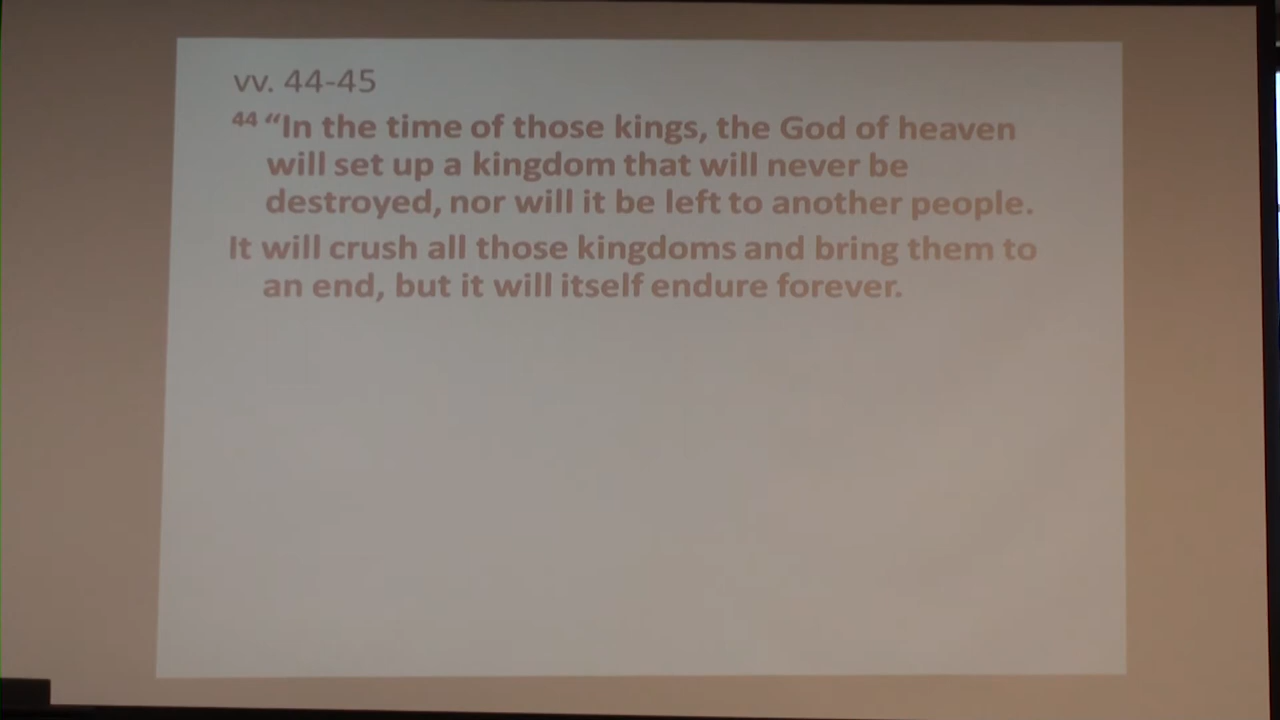 vv. 44-45
44 “In the time of those kings, the God of heaven
will set up a kingdom that will never be
destroyed, nor will it be left to another people.
It will crush all those kingdoms and bring them to
an end, but it will itself endure forever.